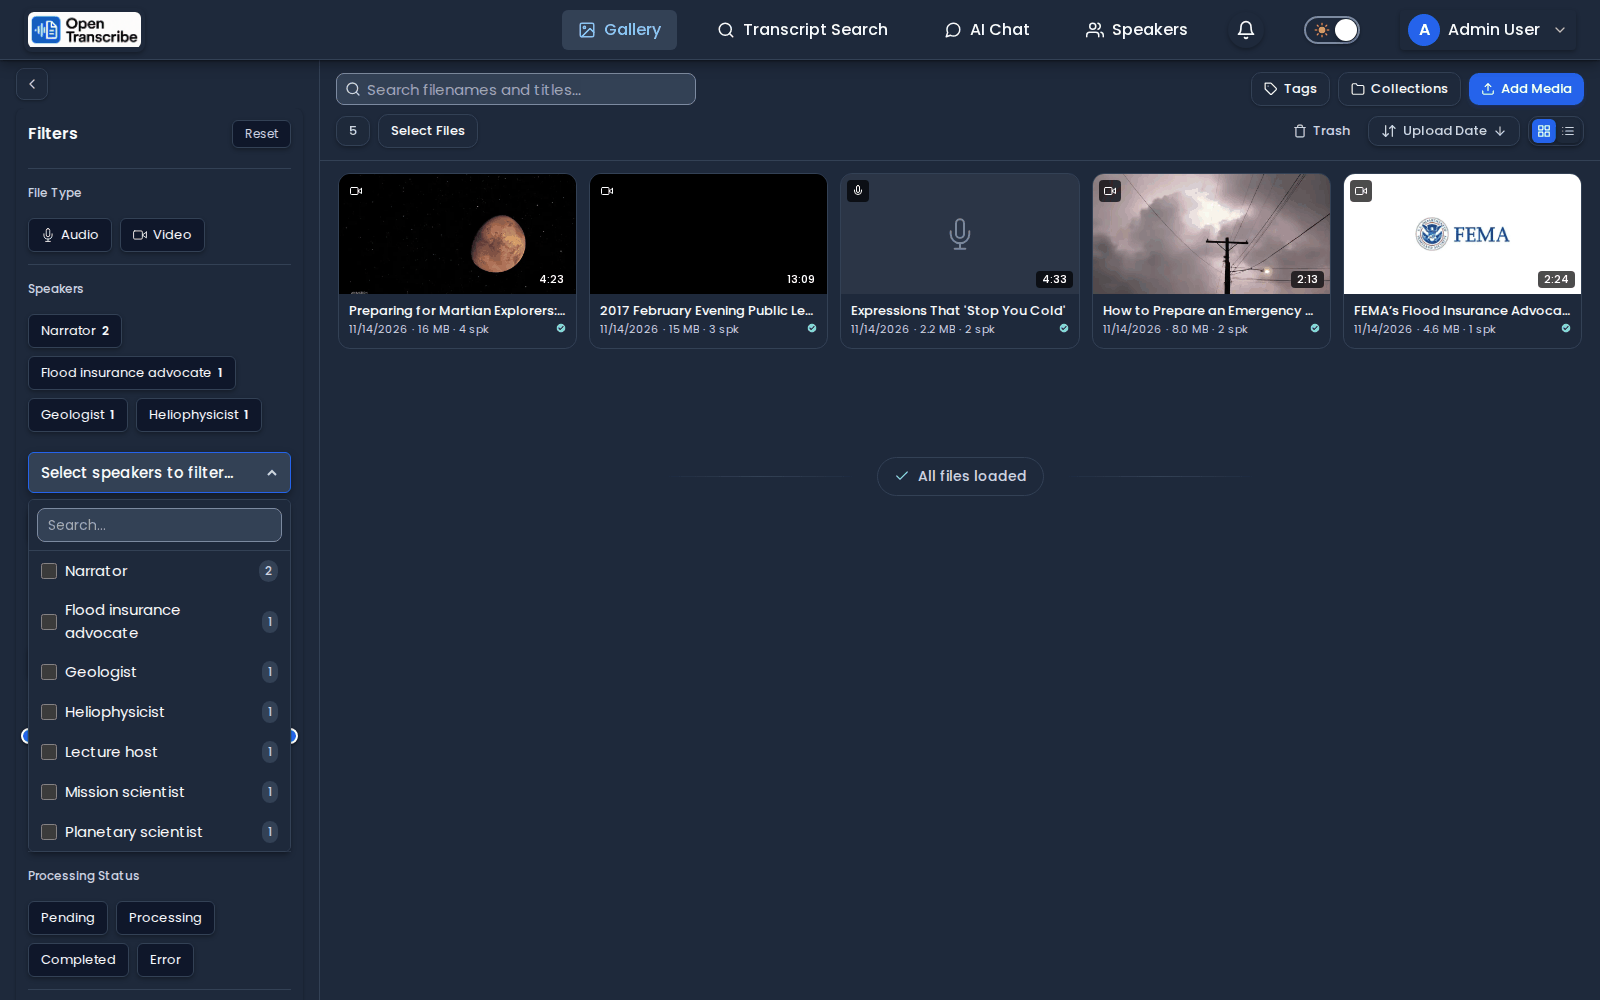 Open
Transcribe
Gallery
Transcript Search
AI Chat
Speakers
A
Admin User
Filters
Reset
File Type
Audio
Video
Speakers
Narrator 2
Flood insurance advocate 1
Geologist 1
Heliophysicist 1
Select speakers to filter...
Search...
Narrator
2
Flood insurance
advocate
1
Geologist
1
Heliophysicist
1
Lecture host
1
Mission scientist
1
Planetary scientist
1
Processing Status
Pending
Processing
Completed
Error
Search filenames and titles...
Tags
Collections
Add Media
5
Select Files
Trash
Upload Date
4:23
Preparing for Martian Explorers:...
11/14/2026 · 16 MB · 4 spk
13:09
2017 February Evening Public Le...
11/14/2026 · 15 MB · 3 spk
4:33
Expressions That 'Stop You Cold'
11/14/2026 · 2.2 MB · 2 spk
2:13
How to Prepare an Emergency ...
11/14/2026 · 8.0 MB · 2 spk
FEMA
2:24
FEMA's Flood Insurance Advoca...
11/14/2026 · 4.6 MB · 1 spk
All files loaded